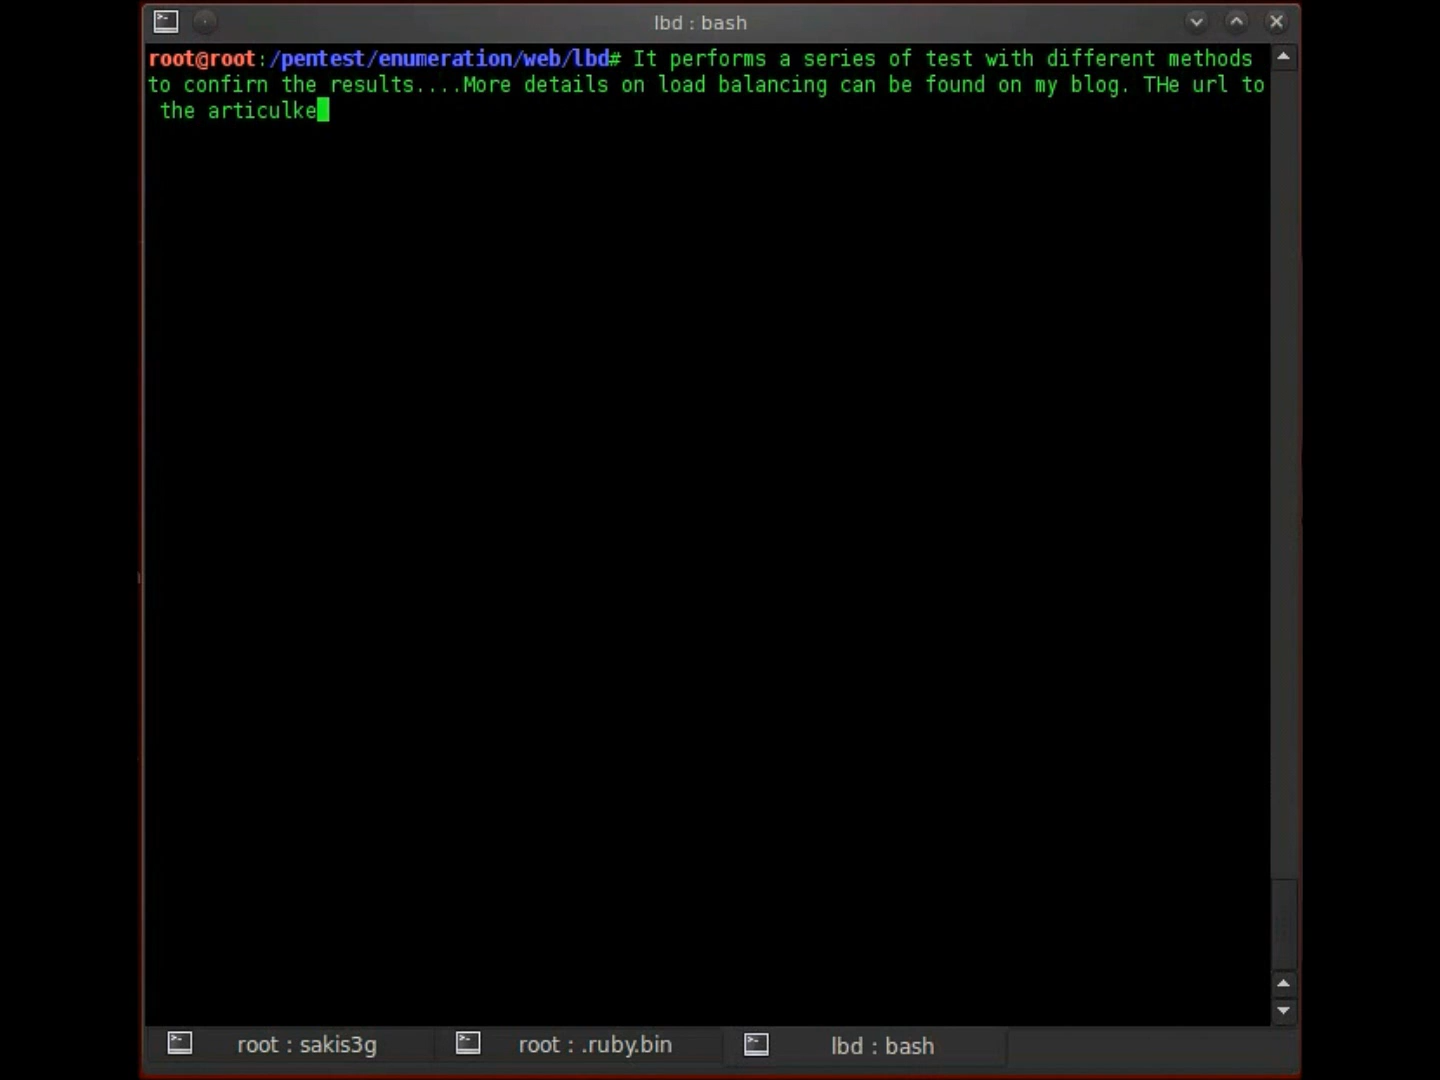 lbd : bash
root@root:/pentest/enumeration/web/lbd# It performs a series of test with different methods
to confirn the results....More details on load balancing can be found on my blog. THe url to
the articulke
root : sakis3g
root : .ruby.bin
lbd : bash